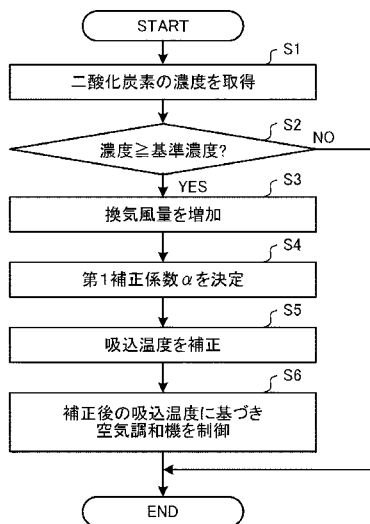 START
S1
二酸化炭素の濃度を取得
S2
濃度≧基準濃度?
NO
YES
S3
換気風量を増加
S4
第1補正係数αを決定
S5
吸込温度を補正
S6
補正後の吸込温度に基づき
空気調和機を制御
END